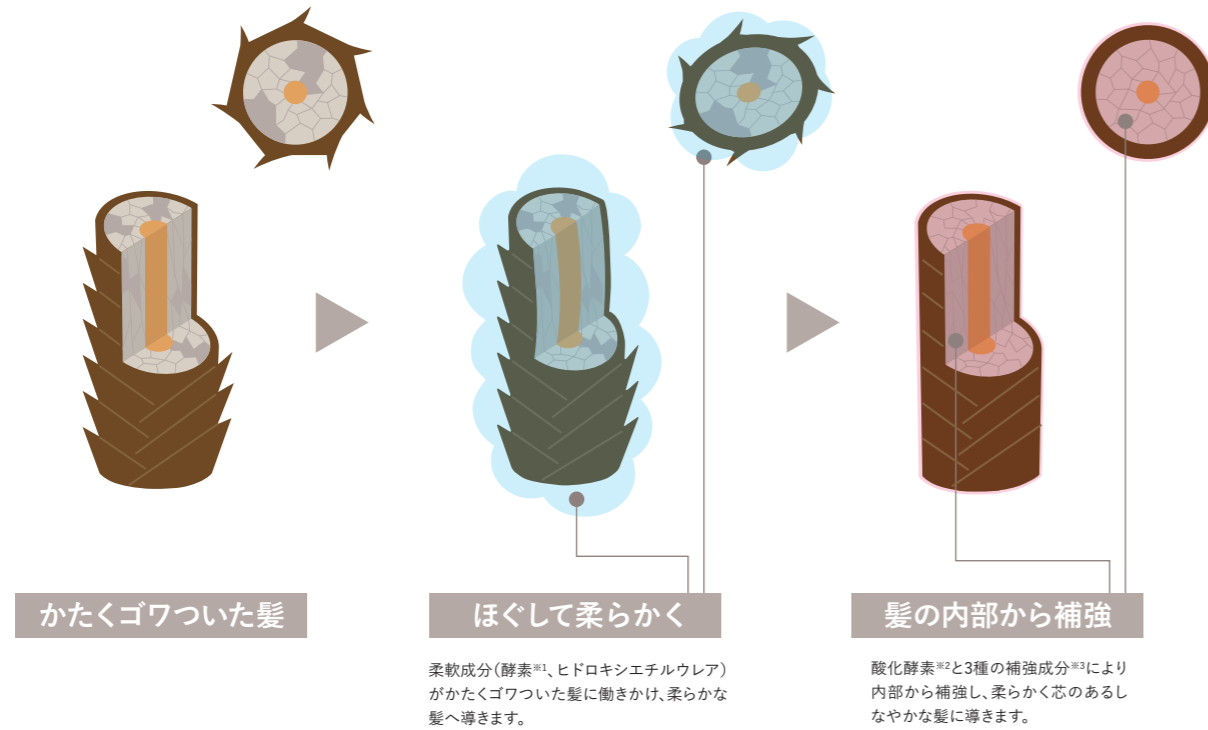 かたくゴワついた髪
ほぐして柔らかく
柔軟成分(酵素※1、ヒドロキシエチルウレア)
がかたくゴワついた髪に働きかけ、柔らかな
髪へ導きます。
髪の内部から補強
酸化酵素※2と3種の補強成分※3により
内部から補強し、柔らかく芯のあるし
なやかな髪に導きます。